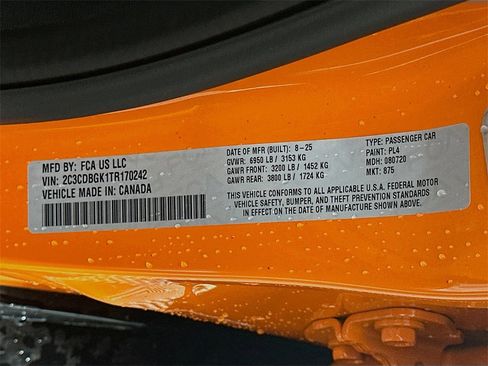 MFD BY: FCA US LLC
VIN: 2C3CDBGK1TR170242
VEHICLE MADE IN: CANADA
DATE OF MFR (BUILT): 8-25
GVWR: 6950 LB / 3153 KG
GAWR FRONT: 3200 LB / 1452 KG
GAWR REAR: 3800 LB / 1724 KG
TYPE: PASSENGER CAR
PAINT: PL4
MDH: 080720
MKT: 875
THIS VEHICLE CONFORMS TO ALL APPLICABLE U.S.A. FEDERAL MOTOR
VEHICLE SAFETY, BUMPER, AND THEFT PREVENTION STANDARDS
IN EFFECT ON THE DATE OF MANUFACTURE SHOWN ABOVE.